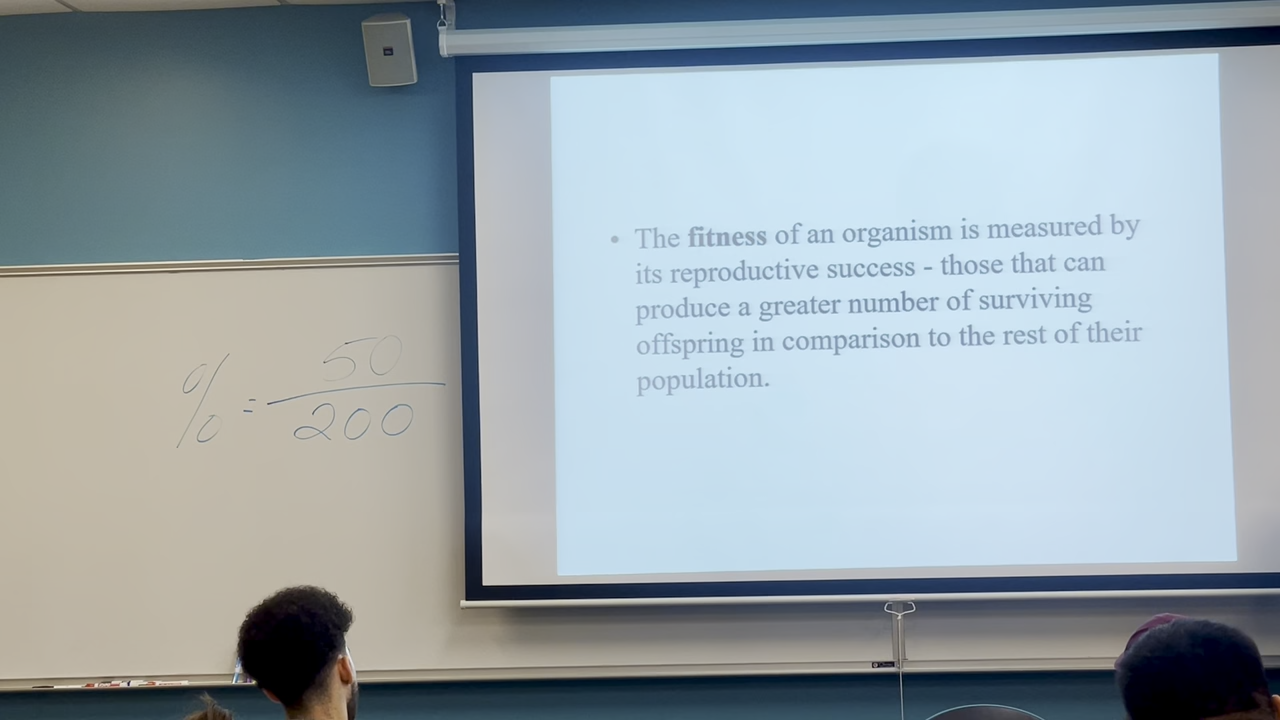 % = 50
200
• The fitness of an organism is measured by
its reproductive success - those that can
produce a greater number of surviving
offspring in comparison to the rest of their
population.